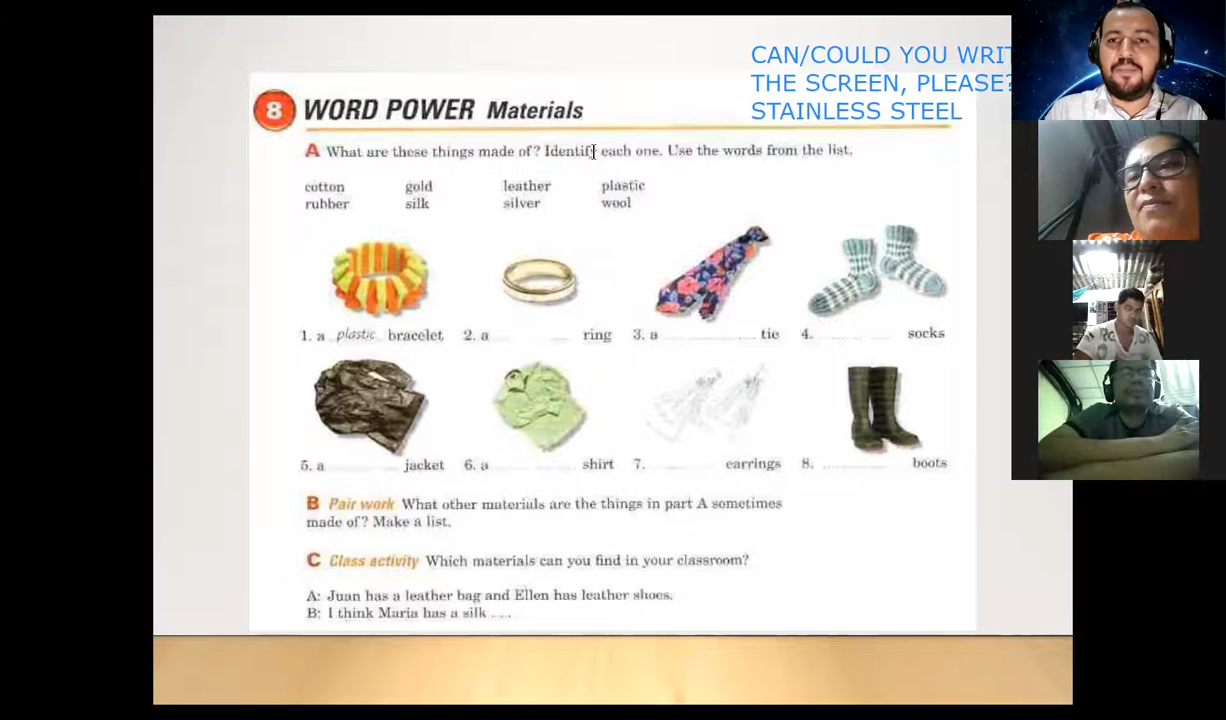 CAN/COULD YOU WRIT
THE SCREEN, PLEASE?
STAINLESS STEEL
8 WORD POWER Materials
A What are these things made of? Identify each one. Use the words from the list.
cotton gold leather plastic
rubber silk silver wool
1. a plastic bracelet 2. a ring 3. a tie 4. socks
5. a jacket 6. a shirt 7. earrings 8. boots
B Pair work What other materials are the things in part A sometimes
made of? Make a list.
C Class activity Which materials can you find in your classroom?
A: Juan has a leather bag and Ellen has leather shoes.
B: I think Maria has a silk . . .